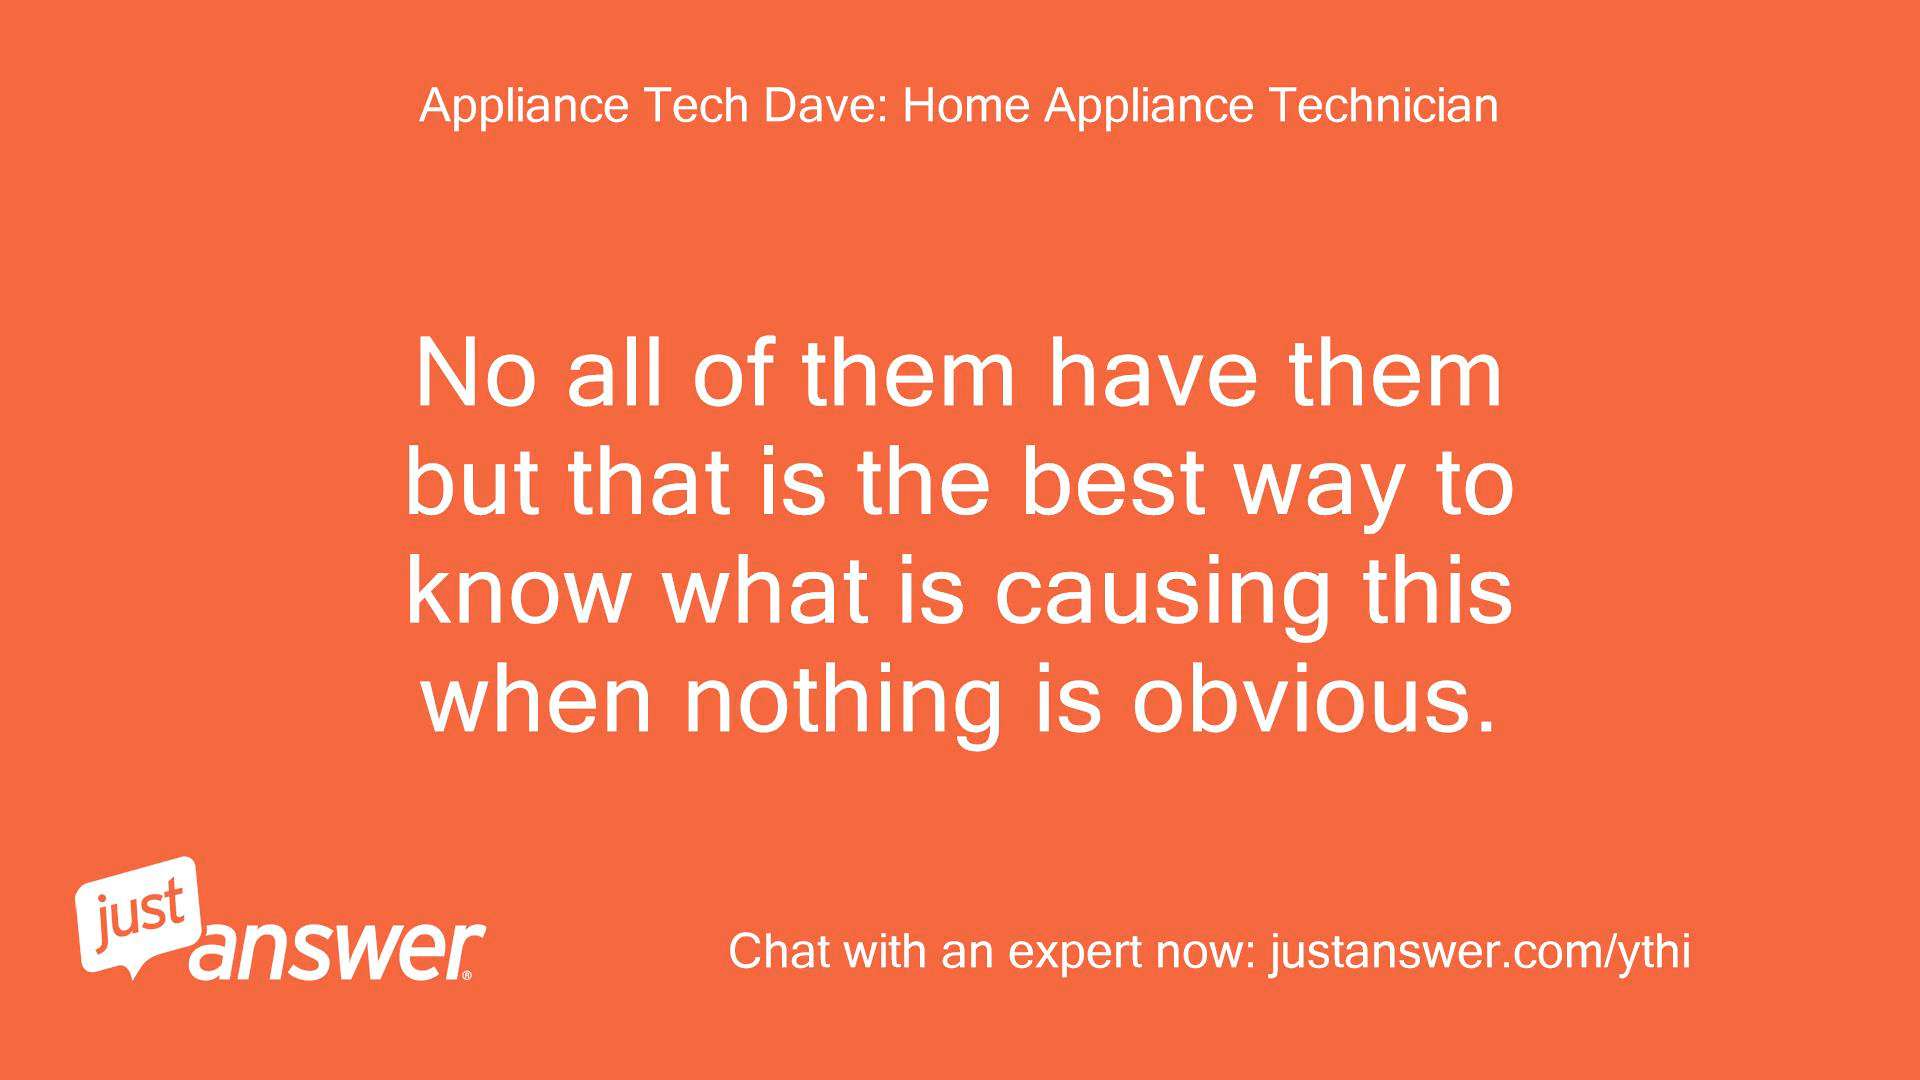 Appliance Tech Dave: Home Appliance Technician
No all of them have them
but that is the best way to
know what is causing this
when nothing is obvious.
just
answer®
Chat with an expert now: justanswer.com/ythi